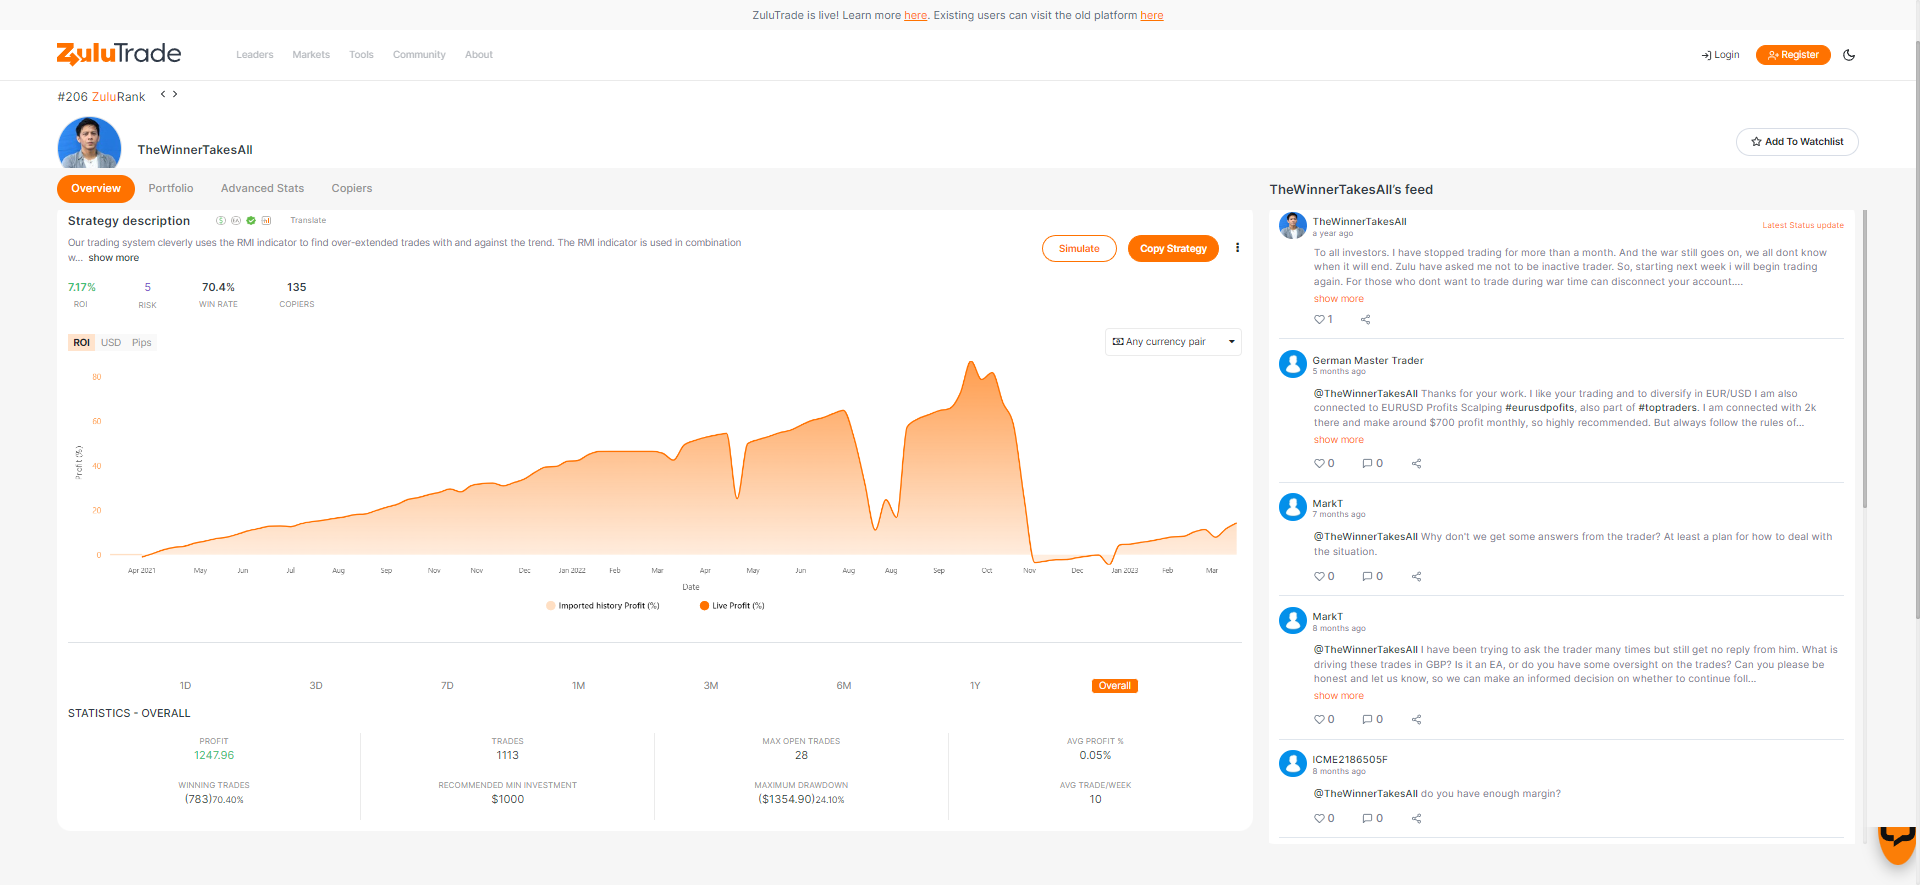 ZuluTrade is live! Learn more here. Existing users can visit the old platform here
ZuluTrade
Leaders Markets Tools Community About
Login Register
#206 ZuluRank
TheWinnerTakesAll
Add To Watchlist
Overview Portfolio Advanced Stats Copiers
Strategy description Translate
Our trading system cleverly uses the RMI indicator to find over-extended trades with and against the trend. The RMI indicator is used in combination
w... show more
Simulate Copy Strategy
7.17% 5 70.4% 135
ROI RISK WIN RATE COPIERS
ROI USD Pips
Any currency pair
80
60
40
20
0
Profit (%)
Apr 2021 May Jun Jul Aug Sep Nov Nov Dec Jan 2022 Feb Mar Apr May Jun Aug Aug Sep Oct Nov Dec Jan 2023 Feb Mar
Date
Imported history Profit (%) Live Profit (%)
1D 3D 7D 1M 3M 6M 1Y Overall
STATISTICS - OVERALL
PROFIT TRADES MAX OPEN TRADES AVG PROFIT %
1247.96 1113 28 0.05%
WINNING TRADES RECOMMENDED MIN INVESTMENT MAXIMUM DRAWDOWN AVG TRADE/WEEK
(783)70.40% $1000 ($1354.90)24.10% 10
TheWinnerTakesAll's feed
TheWinnerTakesAll
a year ago
Latest Status update
To all investors. I have stopped trading for more than a month. And the war still goes on, we all dont know
when it will end. Zulu have asked me not to be inactive trader. So, starting next week i will begin trading
again. For those who dont want to trade during war time can disconnect your account....
show more
1
German Master Trader
5 months ago
@TheWinnerTakesAll Thanks for your work. I like your trading and to diversify in EUR/USD I am also
connected to EURUSD Profits Scalping #eurusdpofits, also part of #toptraders. I am connected with 2k
there and make around $700 profit monthly, so highly recommended. But always follow the rules of...
show more
0 0
MarkT
7 months ago
@TheWinnerTakesAll Why don't we get some answers from the trader? At least a plan for how to deal with
the situation.
0 0
MarkT
8 months ago
@TheWinnerTakesAll I have been trying to ask the trader many times but still get no reply from him. What is
driving these trades in GBP? Is it an EA, or do you have some oversight on the trades? Can you please be
honest and let us know, so we can make an informed decision on whether to continue foll...
show more
0 0
ICME2186505F
8 months ago
@TheWinnerTakesAll do you have enough margin?
0 0